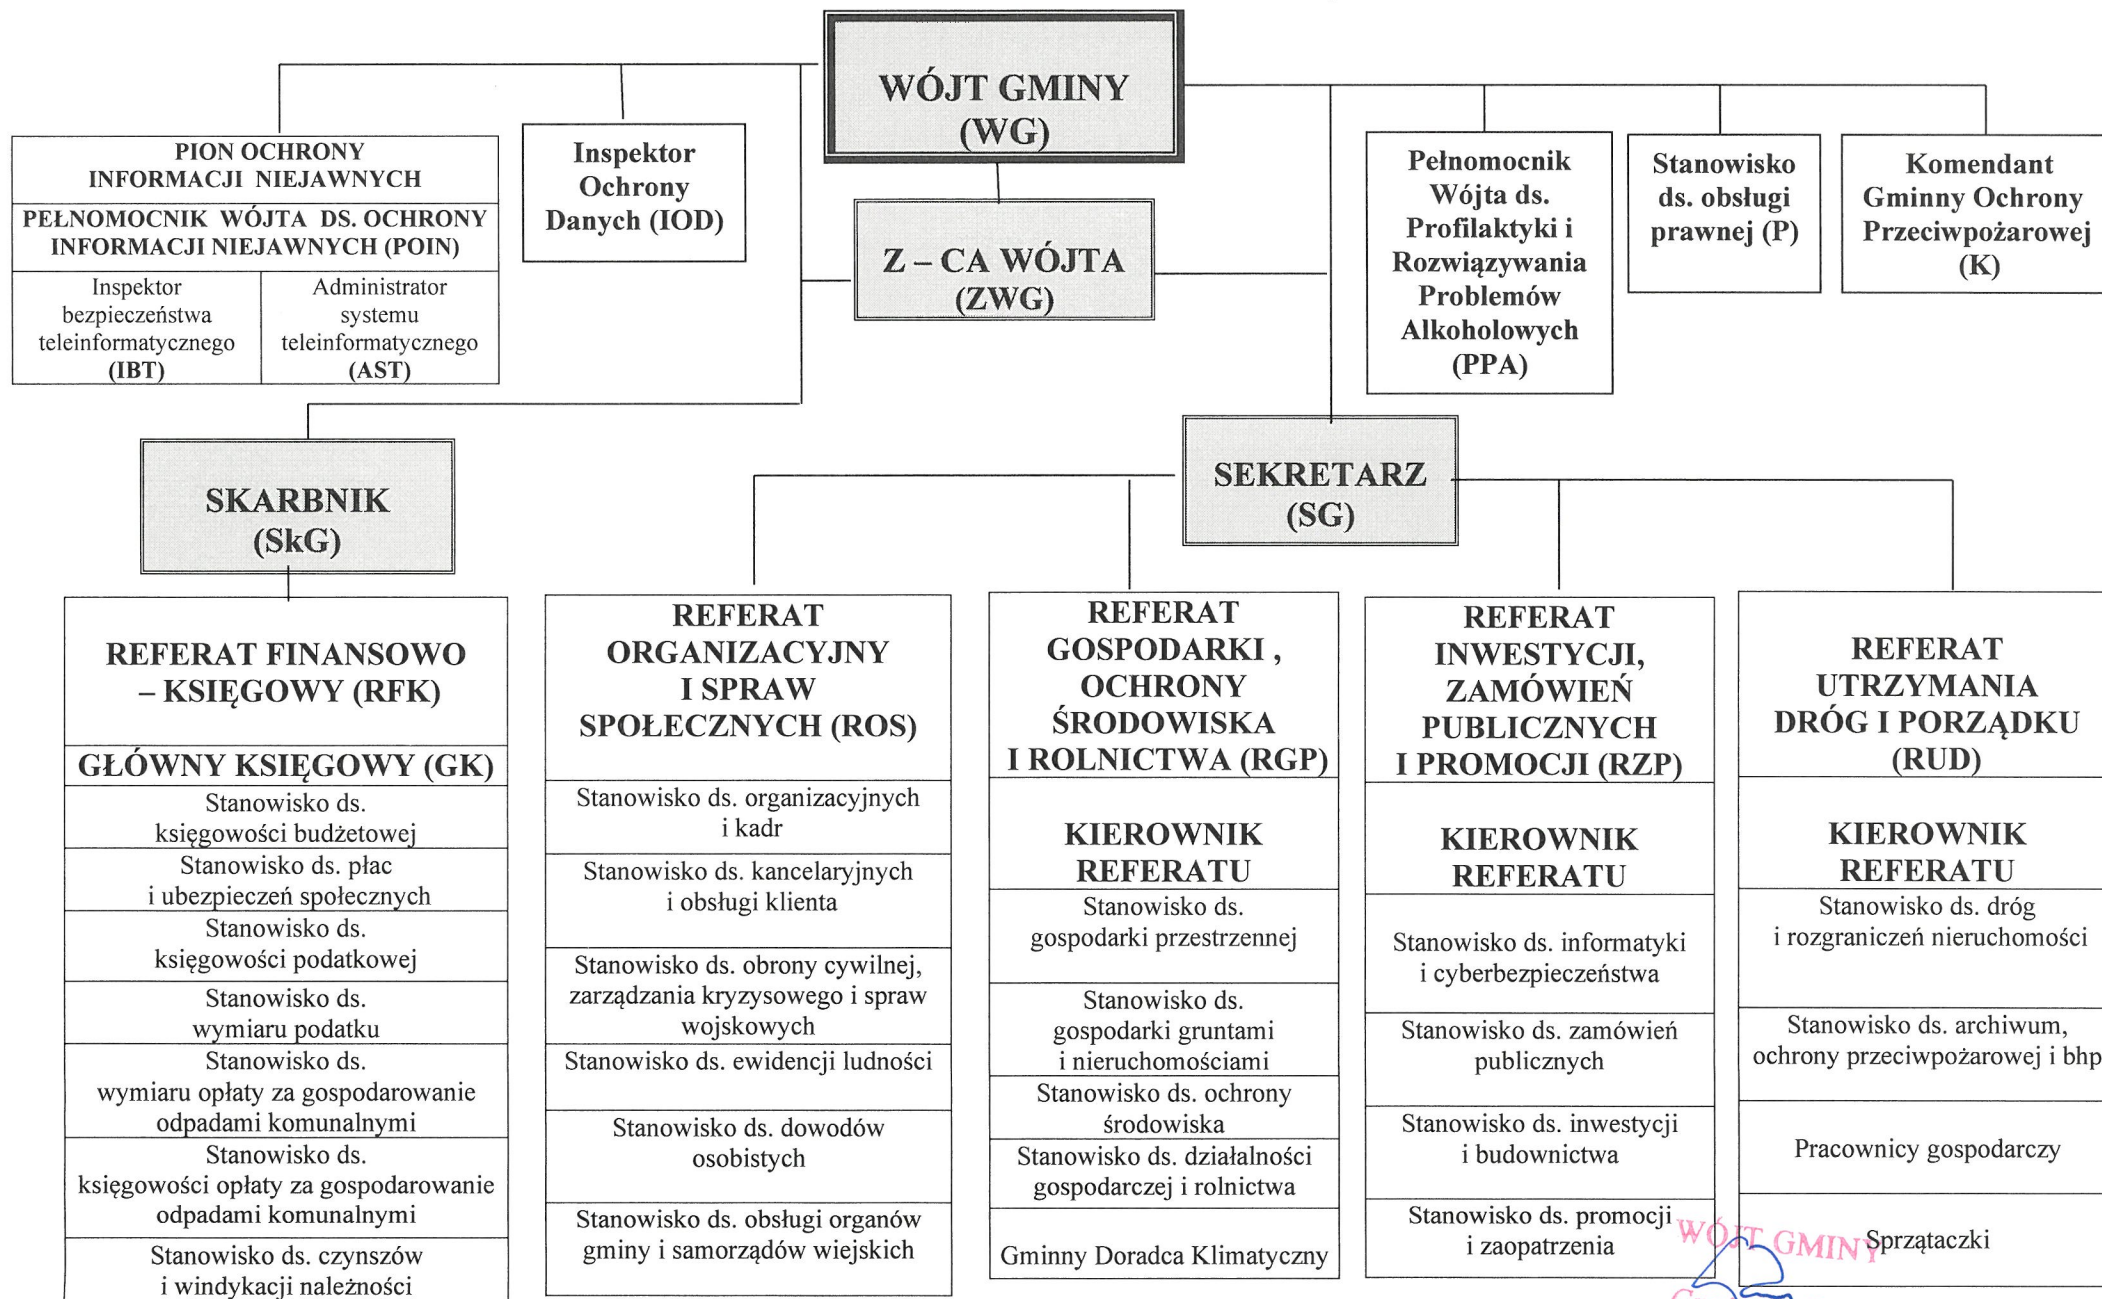 WÓJT GMINY
(WG)
PION OCHRONY
INFORMACJI NIEJAWNYCH
PEŁNOMOCNIK WÓJTA DS. OCHRONY
INFORMACJI NIEJAWNYCH (POIN)
Inspektor
bezpieczeństwa
teleinformatycznego
(IBT)
Administrator
systemu
teleinformatycznego
(AST)
Inspektor
Ochrony
Danych (IOD)
Z – CA WÓJTA
(ZWG)
Pełnomocnik
Wójta ds.
Profilaktyki i
Rozwiązywania
Problemów
Alkoholowych
(PPA)
Stanowisko
ds. obsługi
prawnej (P)
Komendant
Gminny Ochrony
Przeciwpożarowej
(K)
SKARBNIK
(SkG)
SEKRETARZ
(SG)
REFERAT FINANSOWO
– KSIĘGOWY (RFK)
GŁÓWNY KSIĘGOWY (GK)
Stanowisko ds.
księgowości budżetowej
Stanowisko ds. płac
i ubezpieczeń społecznych
Stanowisko ds.
księgowości podatkowej
Stanowisko ds.
wymiaru podatku
Stanowisko ds.
wymiaru opłaty za gospodarowanie
odpadami komunalnymi
Stanowisko ds.
księgowości opłaty za gospodarowanie
odpadami komunalnymi
Stanowisko ds. czynszów
i windykacji należności
REFERAT
ORGANIZACYJNY
I SPRAW
SPOŁECZNYCH (ROS)
Stanowisko ds. organizacyjnych
i kadr
Stanowisko ds. kancelaryjnych
i obsługi klienta
Stanowisko ds. obrony cywilnej,
zarządzania kryzysowego i spraw
wojskowych
Stanowisko ds. ewidencji ludności
Stanowisko ds. dowodów
osobistych
Stanowisko ds. obsługi organów
gminy i samorządów wiejskich
REFERAT
GOSPODARKI ,
OCHRONY
ŚRODOWISKA
I ROLNICTWA (RGP)
KIEROWNIK
REFERATU
Stanowisko ds.
gospodarki przestrzennej
Stanowisko ds.
gospodarki gruntami
i nieruchomościami
Stanowisko ds. ochrony
środowiska
Stanowisko ds. działalności
gospodarczej i rolnictwa
Gminny Doradca Klimatyczny
REFERAT
INWESTYCJI,
ZAMÓWIEŃ
PUBLICZNYCH
I PROMOCJI (RZP)
KIEROWNIK
REFERATU
Stanowisko ds. informatyki
i cyberbezpieczeństwa
Stanowisko ds. zamówień
publicznych
Stanowisko ds. inwestycji
i budownictwa
Stanowisko ds. promocji
i zaopatrzenia
REFERAT
UTRZYMANIA
DRÓG I PORZĄDKU
(RUD)
KIEROWNIK
REFERATU
Stanowisko ds. dróg
i rozgraniczeń nieruchomości
Stanowisko ds. archiwum,
ochrony przeciwpożarowej i bhp
Pracownicy gospodarczy
Sprzątaczki
WÓJT GMINY